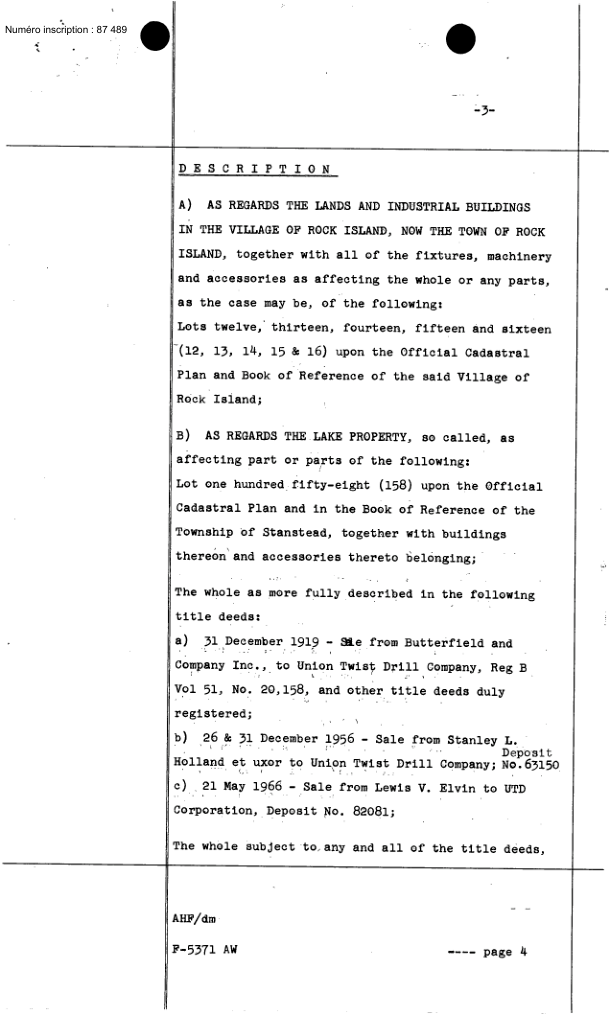 Numéro inscription : 87 489
-3-
D E S C R I P T I O N
A) AS REGARDS THE LANDS AND INDUSTRIAL BUILDINGS
IN THE VILLAGE OF ROCK ISLAND, NOW THE TOWN OF ROCK
ISLAND, together with all of the fixtures, machinery
and accessories as affecting the whole or any parts,
as the case may be, of the following:
Lots twelve, thirteen, fourteen, fifteen and sixteen
(12, 13, 14, 15 & 16) upon the Official Cadastral
Plan and Book of Reference of the said Village of
Rock Island;
B) AS REGARDS THE LAKE PROPERTY, so called, as
affecting part or parts of the following:
Lot one hundred fifty-eight (158) upon the Official
Cadastral Plan and in the Book of Reference of the
Township of Stanstead, together with buildings
thereon and accessories thereto belonging;
The whole as more fully described in the following
title deeds:
a) 31 December 1919 - Sale from Butterfield and
Company Inc., to Union Twist Drill Company, Reg B
Vol 51, No. 20,158, and other title deeds duly
registered;
b) 26 & 31 December 1956 - Sale from Stanley L.
Holland et uxor to Union Twist Drill Company; Deposit No.63150
c) 21 May 1966 - Sale from Lewis V. Elvin to UTD
Corporation, Deposit No. 82081;
The whole subject to any and all of the title deeds,
AHF/dm
F-5371 AW ---- page 4